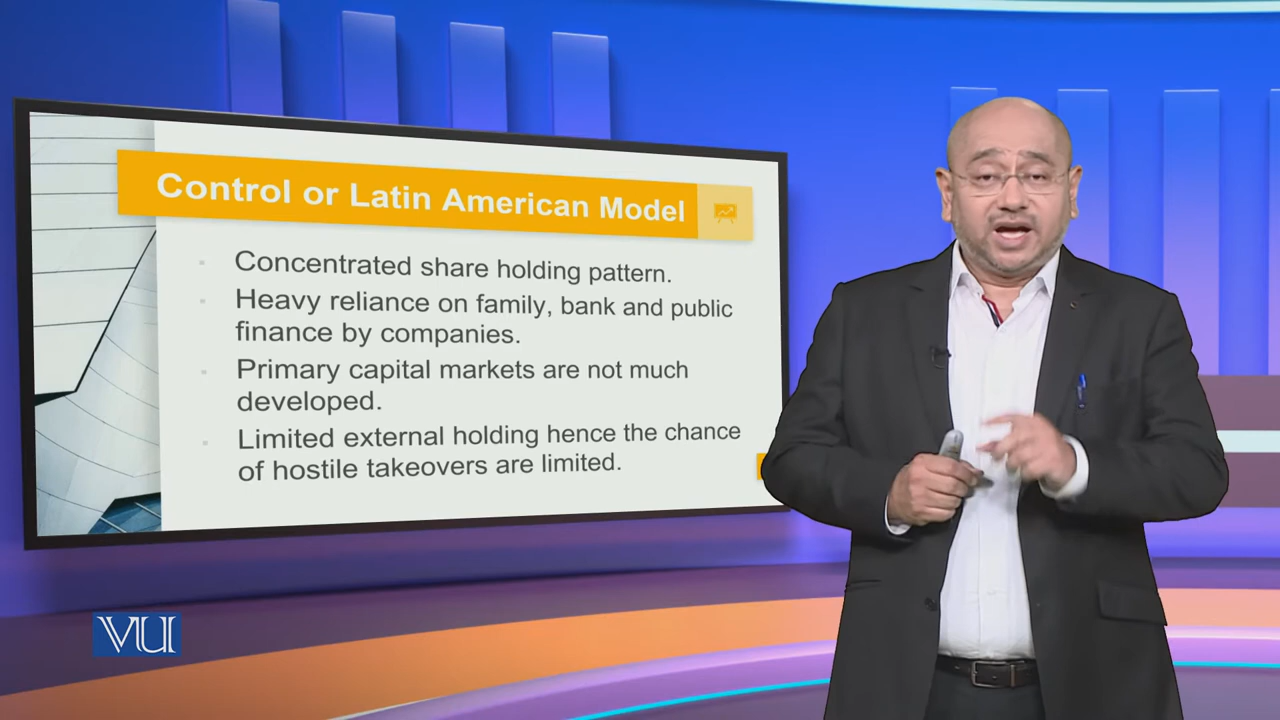 Control or Latin American Model
Concentrated share holding pattern.
Heavy reliance on family, bank and public
finance by companies.
Primary capital markets are not much
developed.
Limited external holding hence the chance
of hostile takeovers are limited.
VU